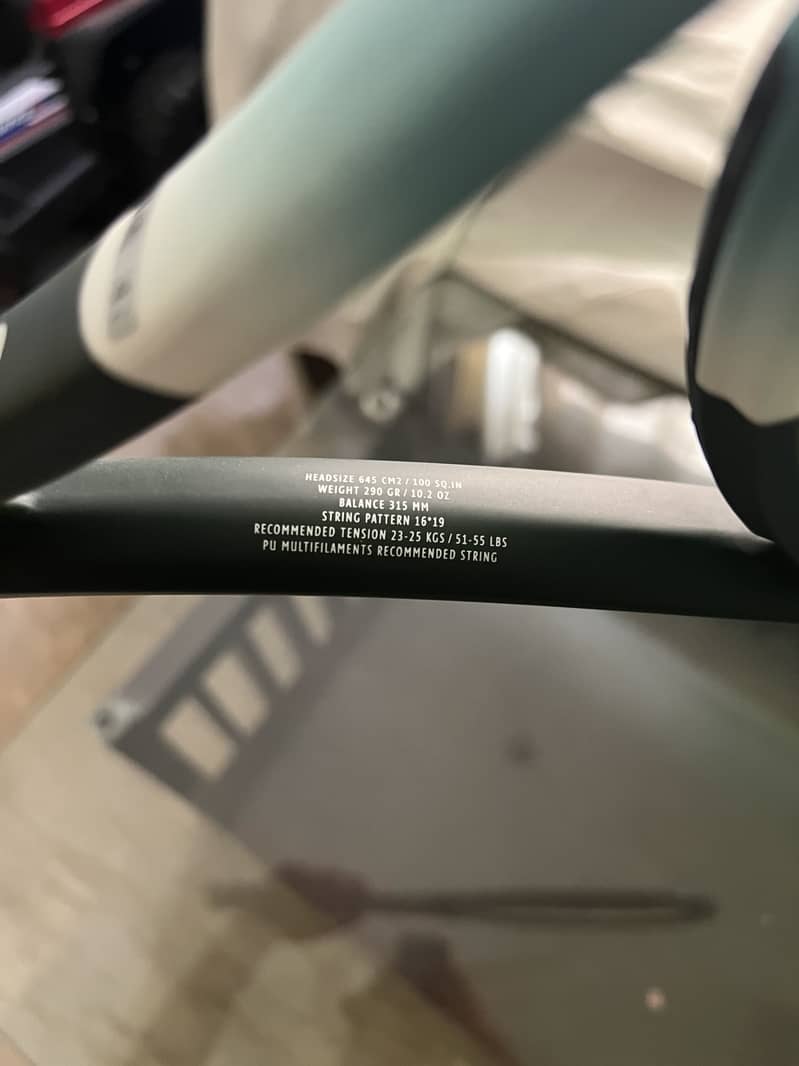 HEADSIZE 645 CM2 / 100 SQ.IN
WEIGHT 290 GR / 10.2 OZ
BALANCE 315 MM
STRING PATTERN 16*19
RECOMMENDED TENSION 23-25 KGS / 51-55 LBS
PU MULTIFILAMENTS RECOMMENDED STRING